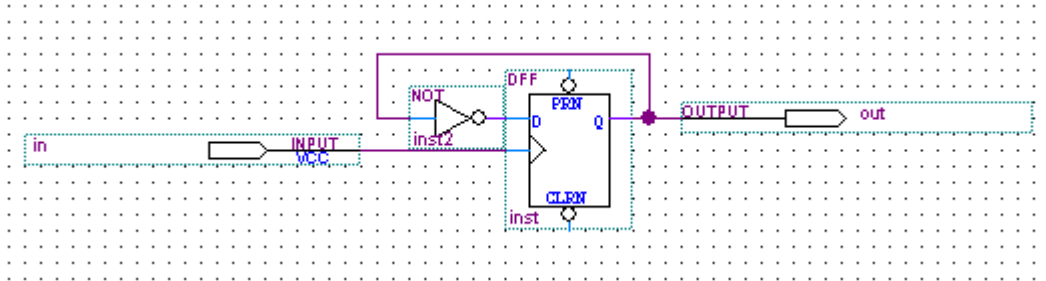 DFF
NOT
PRN
OUTPUT
out
D
Q
inst2
in
INPUT
VCC
CLRN
inst